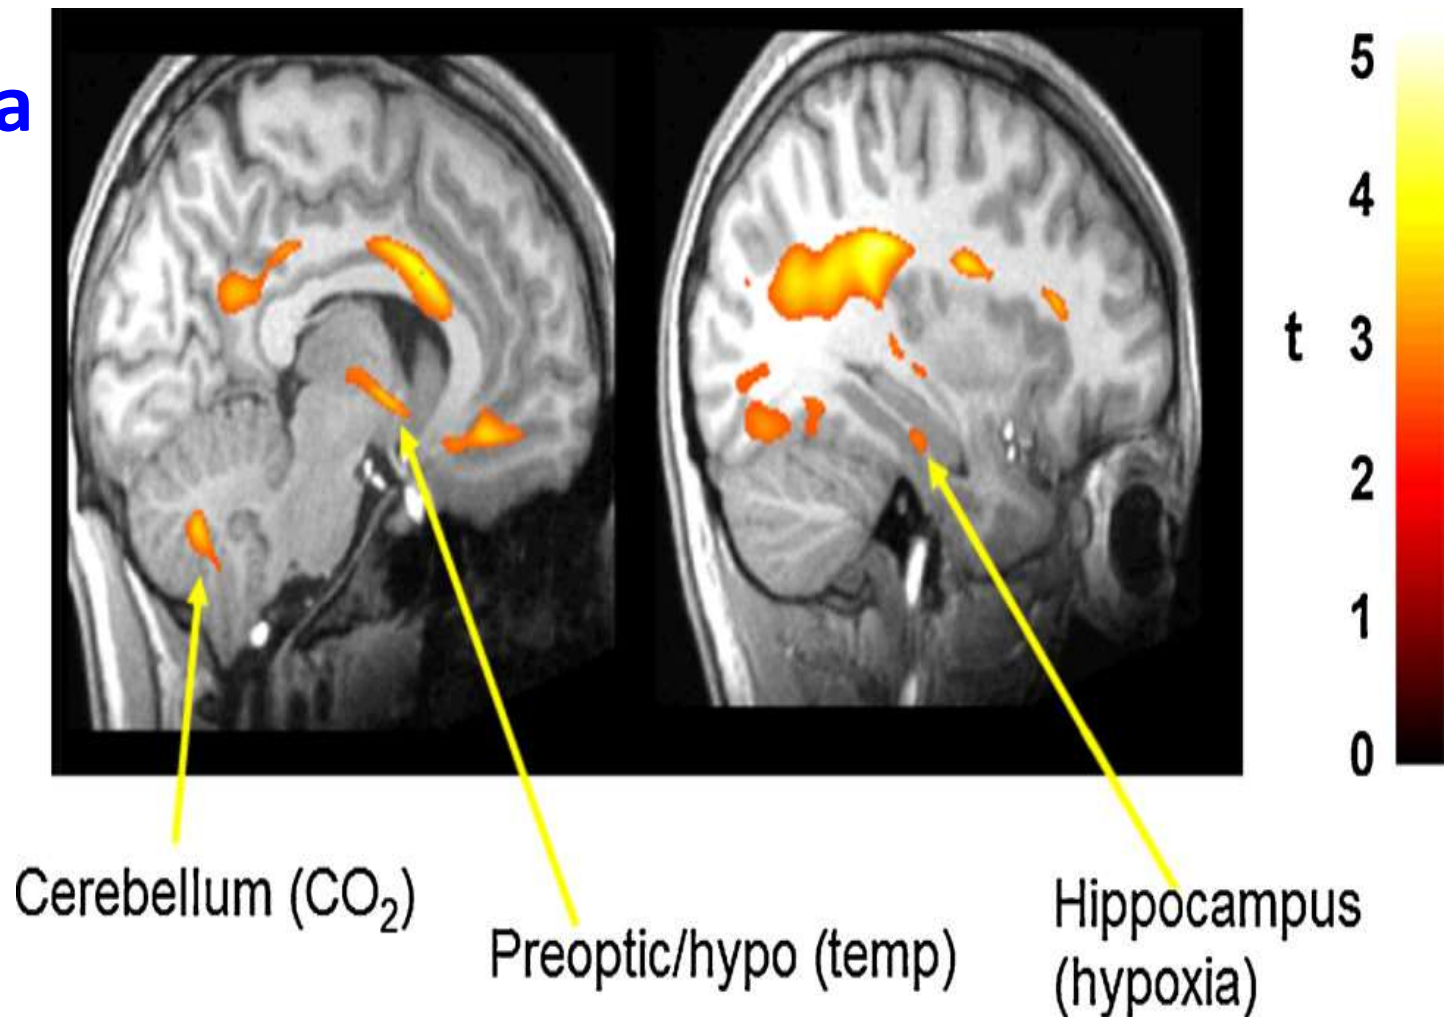 a
5
4
t 3
2
1
0
Cerebellum (CO₂)
Preoptic/hypo (temp)
Hippocampus
(hypoxia)